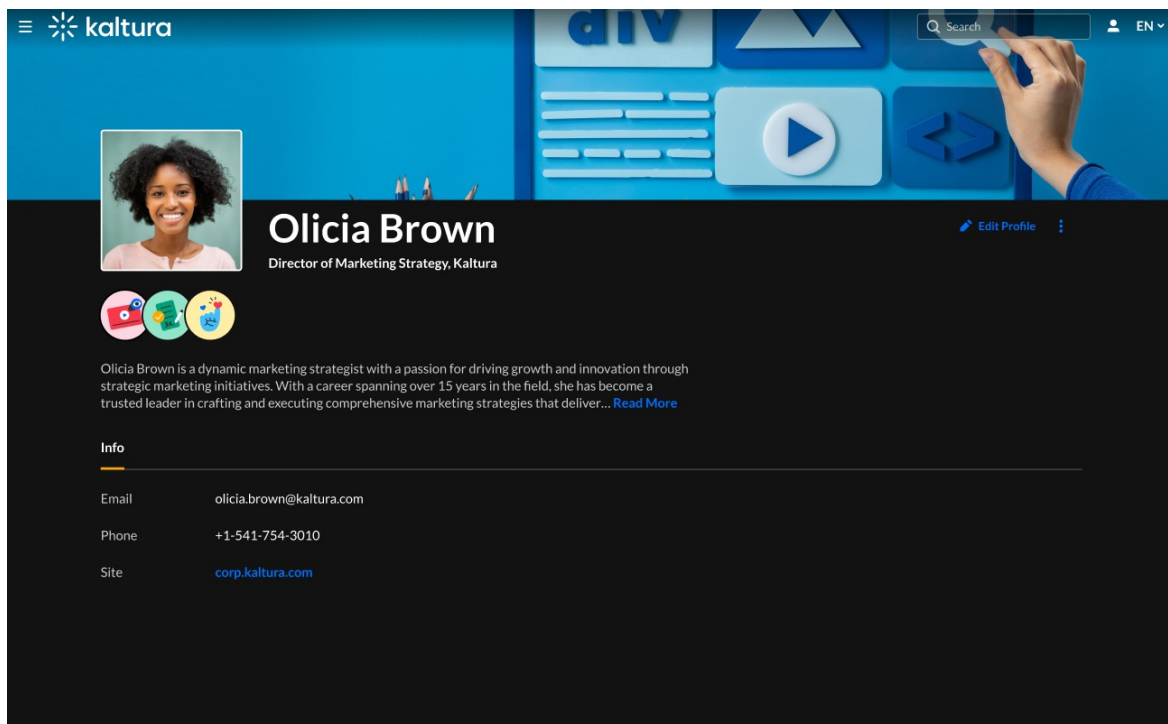 kaltura
div
Search
EN
Olicia Brown
Edit Profile
Director of Marketing Strategy, Kaltura
Olicia Brown is a dynamic marketing strategist with a passion for driving growth and innovation through
strategic marketing initiatives. With a career spanning over 15 years in the field, she has become a
trusted leader in crafting and executing comprehensive marketing strategies that deliver... Read More
Info
Email olicia.brown@kaltura.com
Phone +1-541-754-3010
Site corp.kaltura.com